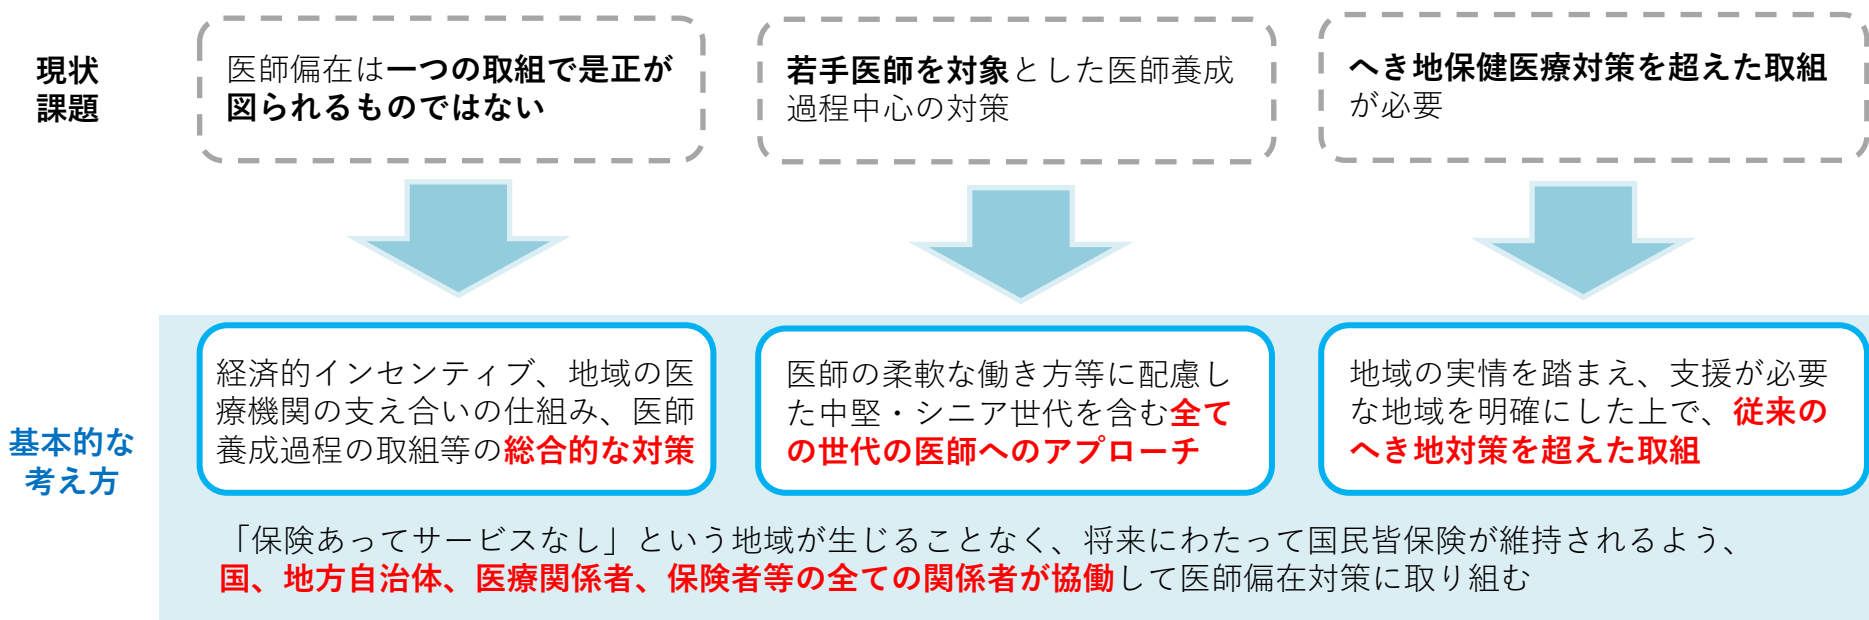 現状
課題
医師偏在は一つの取組で是正が
図られるものではない
若手医師を対象とした医師養成
過程中心の対策
へき地保健医療対策を超えた取組
が必要
基本的な
考え方
経済的インセンティブ、地域の医
療機関の支え合いの仕組み、医師
養成過程の取組等の総合的な対策
医師の柔軟な働き方等に配慮し
た中堅・シニア世代を含む全て
の世代の医師へのアプローチ
地域の実情を踏まえ、支援が必要
な地域を明確にした上で、従来の
へき地対策を超えた取組
「保険あってサービスなし」という地域が生じることなく、将来にわたって国民皆保険が維持されるよう、
国、地方自治体、医療関係者、保険者等の全ての関係者が協働して医師偏在対策に取り組む